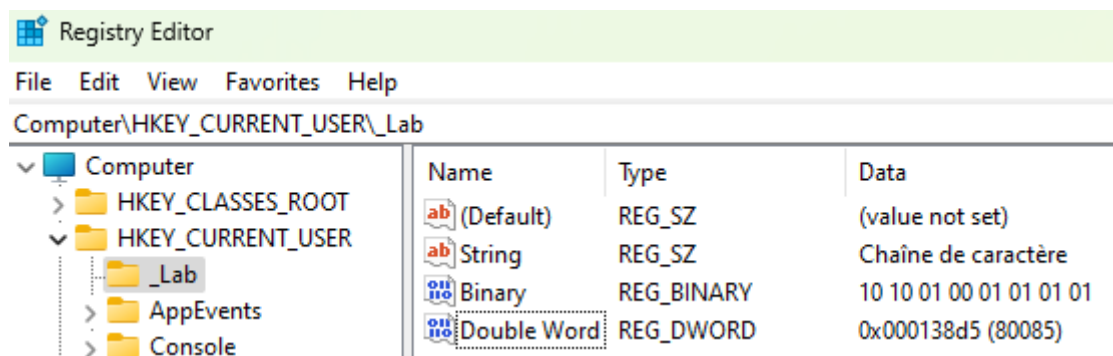 Registry Editor
File Edit View Favorites Help
Computer\HKEY_CURRENT_USER\_Lab
Computer
HKEY_CLASSES_ROOT
HKEY_CURRENT_USER
_Lab
AppEvents
Console
Name Type Data
(Default) REG_SZ (value not set)
String REG_SZ Chaîne de caractère
Binary REG_BINARY 10 10 01 00 01 01 01 01
Double Word REG_DWORD 0x000138d5 (80085)